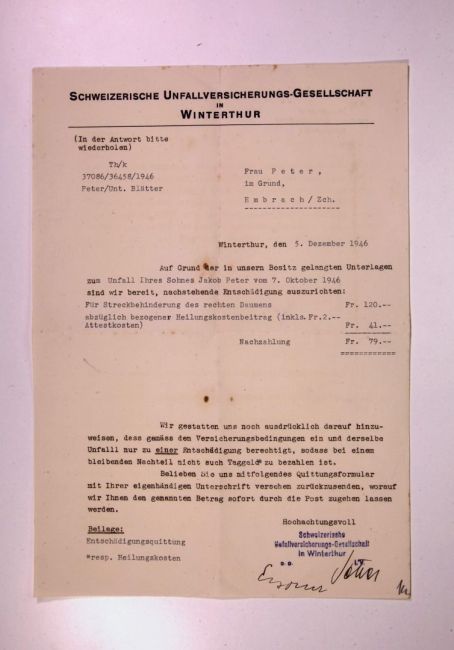 SCHWEIZERISCHE UNFALLVERSICHERUNGS-GESELLSCHAFT
IN
WINTERTHUR
(In der Antwort bitte
wiederholen)
Th/k
37086/36458/1946
Peter/Unt. Blätter
Frau Peter,
im Grund,
Embrach/Zch.
Winterthur, den 5. Dezember 1946
Auf Grund der in unsern Besitz gelangten Unterlagen
zum Unfall Ihres Sohnes Jakob Peter vom 7. Oktober 1946
sind wir bereit, nachstehende Entschädigung auszurichten:
Für Streckbehinderung des rechten Daumens Fr. 120.--
abzüglich bezogener Heilungskostenbeitrag (inkls. Fr.2.--
Attestkosten) Fr. 41.--
Nachzahlung Fr. 79.--
Wir gestatten uns noch ausdrücklich darauf hinzu-
weisen, dass gemäss den Versicherungsbedingungen ein und derselbe
Unfall nur zu einer Entschädigung berechtigt, sodass bei einem
bleibenden Nachteil nicht auch Taggeld* zu bezahlen ist.
Belieben Sie uns mitfolgendes Quittungsformular
mit Ihrer eigenhändigen Unterschrift versehen zurückzusenden, worauf
wir Ihnen den genannten Betrag sofort durch die Post zugehen lassen
werden.
Hochachtungsvoll
Beilage:
Entschädigungsquittung
*resp. Heilungskosten
Schweizerische
Unfallversicherungs-Gesellschaft
in Winterthur